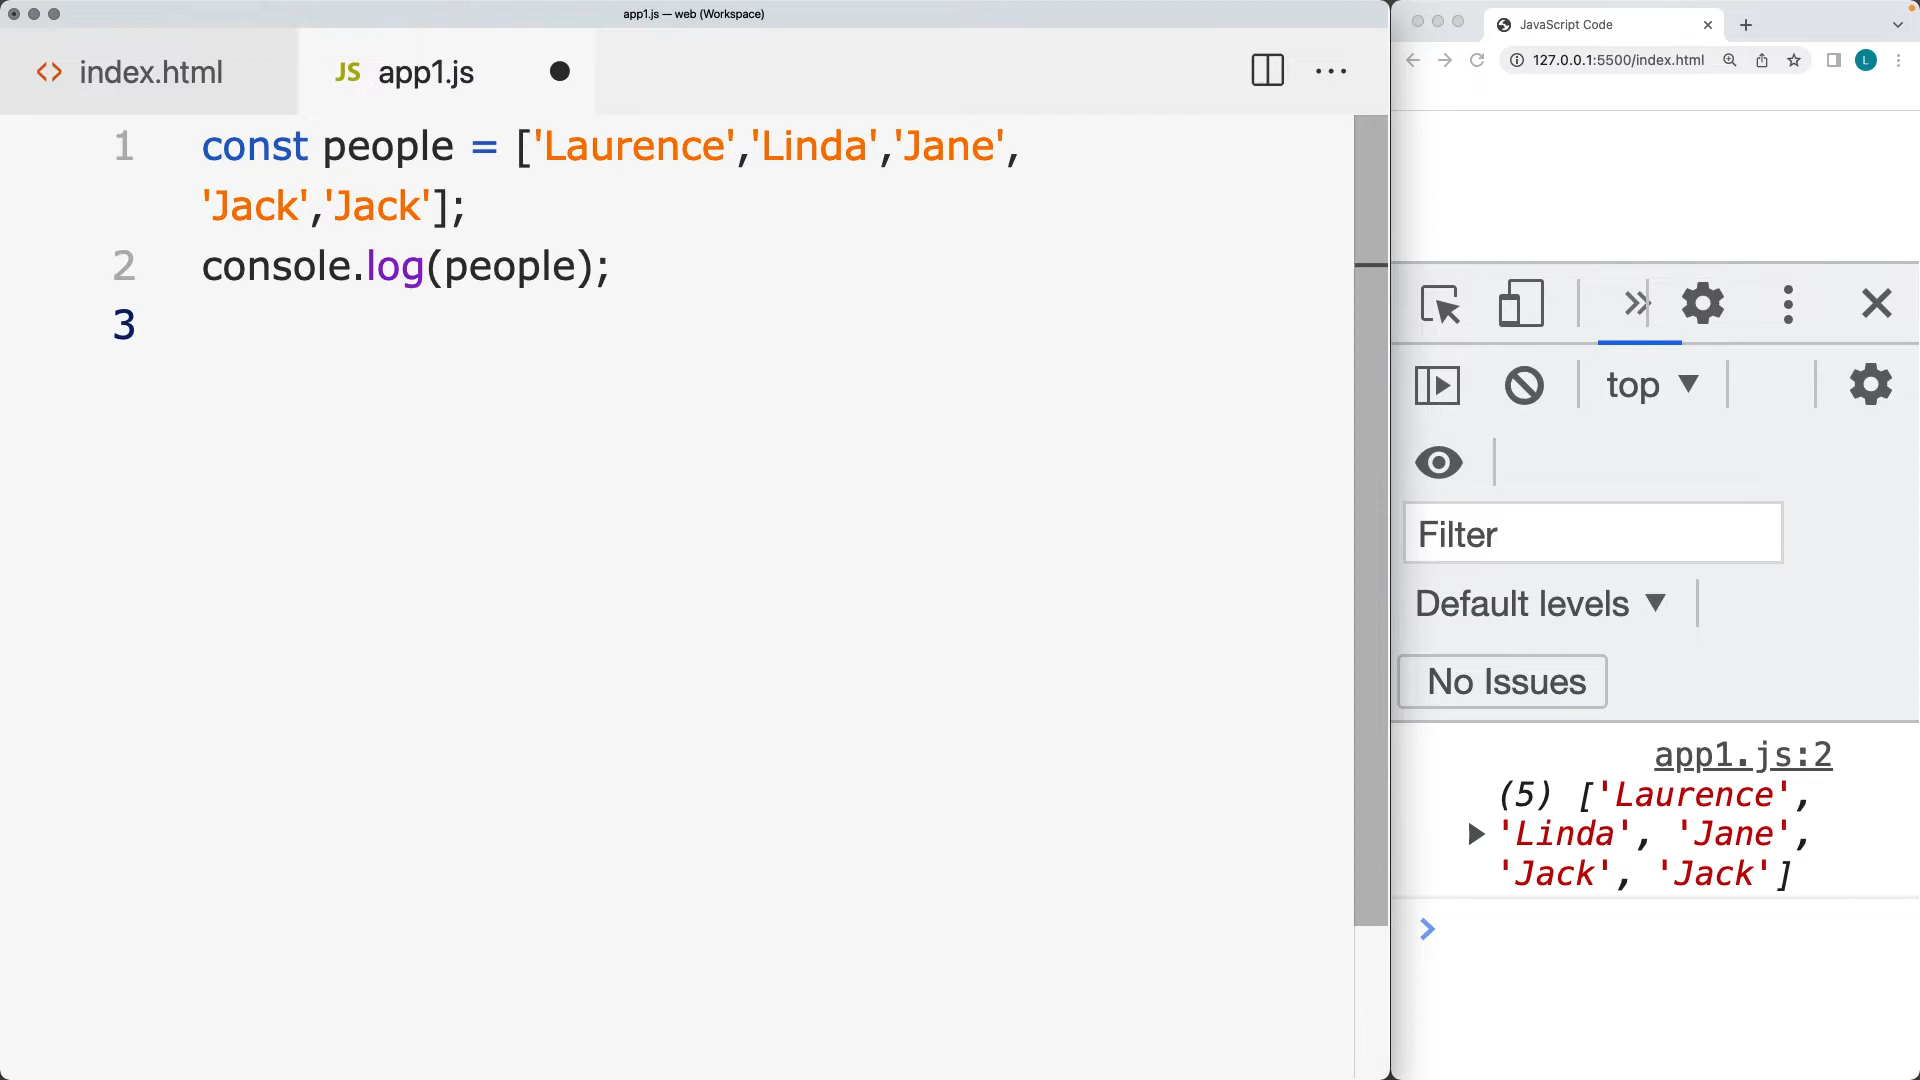 app1.js — web (Workspace)
index.html
JS app1.js
1 const people = ['Laurence','Linda','Jane',
'Jack','Jack'];
2 console.log(people);
3
JavaScript Code
127.0.0.1:5500/index.html
L
top
Filter
Default levels
No Issues
app1.js:2
(5) ['Laurence',
'Linda', 'Jane',
'Jack', 'Jack']